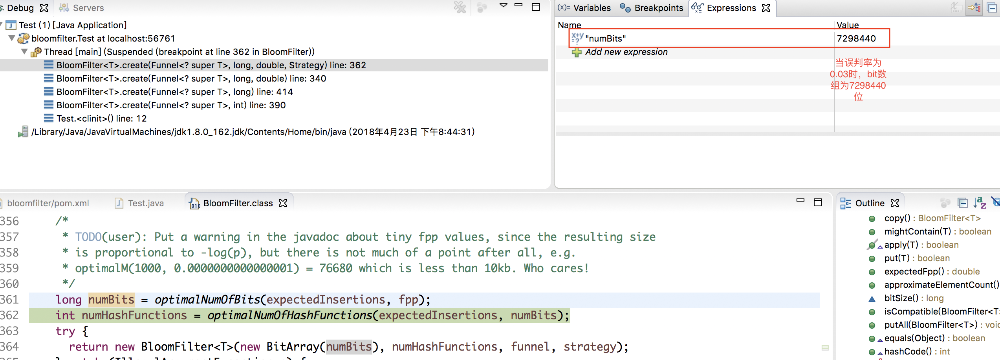 Debug
Servers
Test (1) [Java Application]
bloomfilter.Test at localhost:56761
Thread [main] (Suspended (breakpoint at line 362 in BloomFilter))
BloomFilter<T>.create(Funnel<? super T>, long, double, Strategy) line: 362
BloomFilter<T>.create(Funnel<? super T>, long, double) line: 340
BloomFilter<T>.create(Funnel<? super T>, long) line: 414
BloomFilter<T>.create(Funnel<? super T>, int) line: 390
Test.<clinit>() line: 12
/Library/Java/JavaVirtualMachines/jdk1.8.0_162.jdk/Contents/Home/bin/java (2018年4月23日 下午8:44:31)
(x)= Variables
Breakpoints
Expressions
Name Value
"numBits" 7298440
Add new expression
当误判率为
0.03时，bit数
组为7298440
位
bloomfilter/pom.xml
Test.java
BloomFilter.class
356 /*
357 * TODO(user): Put a warning in the javadoc about tiny fpp values, since the resulting size
358 * is proportional to -log(p), but there is not much of a point after all, e.g.
359 * optimalM(1000, 0.0000000000000001) = 76680 which is less than 10kb. Who cares!
360 */
361 long numBits = optimalNumOfBits(expectedInsertions, fpp);
362 int numHashFunctions = optimalNumOfHashFunctions(expectedInsertions, numBits);
363 try {
364 return new BloomFilter<T>(new BitArray(numBits), numHashFunctions, funnel, strategy);
Outline
copy() : BloomFilter<T>
mightContain(T) : boolean
apply(T) : boolean
put(T) : boolean
expectedFpp() : double
approximateElementCount()
bitSize() : long
isCompatible(BloomFilter<T
putAll(BloomFilter<T>) : voi
equals(Object) : boolean
hashCode() : int